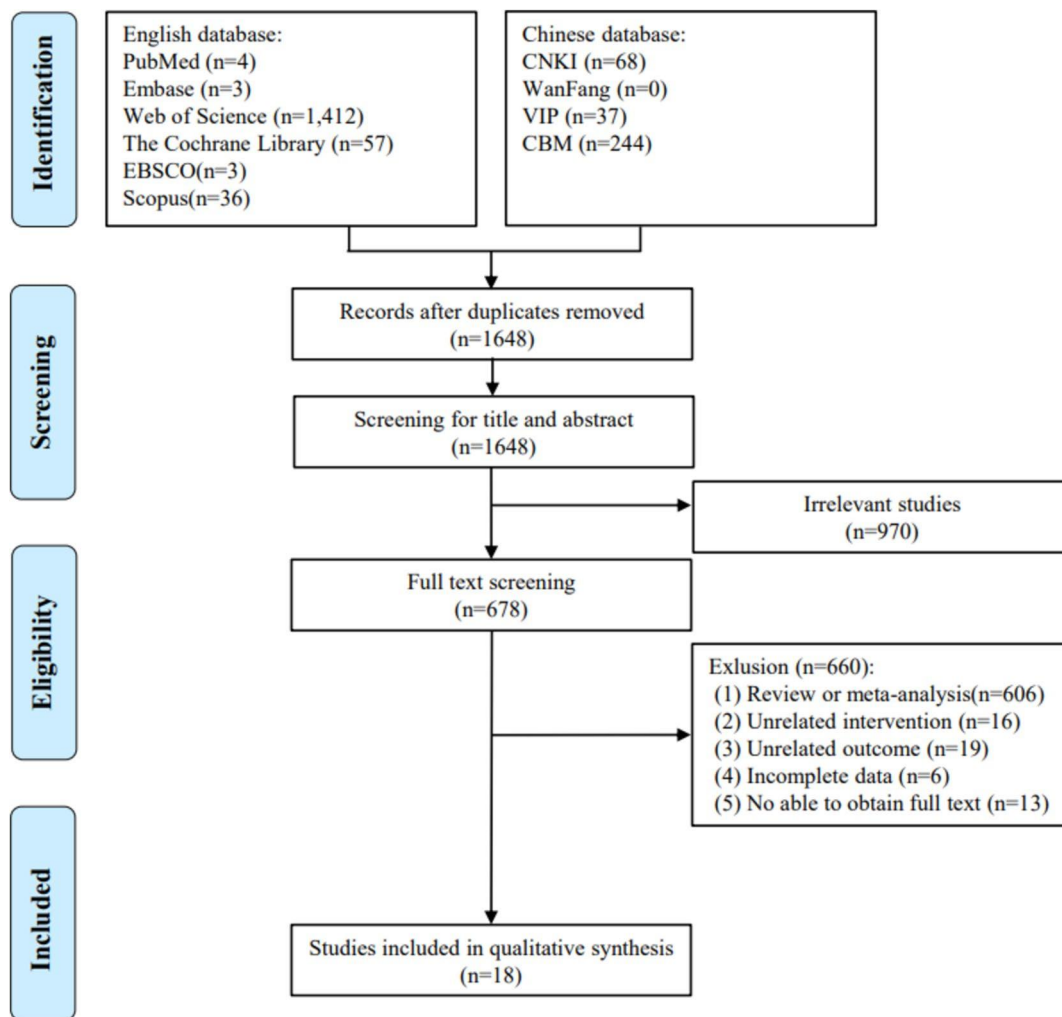 Identification
English database:
PubMed (n=4)
Embase (n=3)
Web of Science (n=1,412)
The Cochrane Library (n=57)
EBSCO(n=3)
Scopus(n=36)
Chinese database:
CNKI (n=68)
WanFang (n=0)
VIP (n=37)
CBM (n=244)
Screening
Records after duplicates removed
(n=1648)
Screening for title and abstract
(n=1648)
Irrelevant studies
(n=970)
Eligibility
Full text screening
(n=678)
Exlusion (n=660):
(1) Review or meta-analysis(n=606)
(2) Unrelated intervention (n=16)
(3) Unrelated outcome (n=19)
(4) Incomplete data (n=6)
(5) No able to obtain full text (n=13)
Included
Studies included in qualitative synthesis
(n=18)